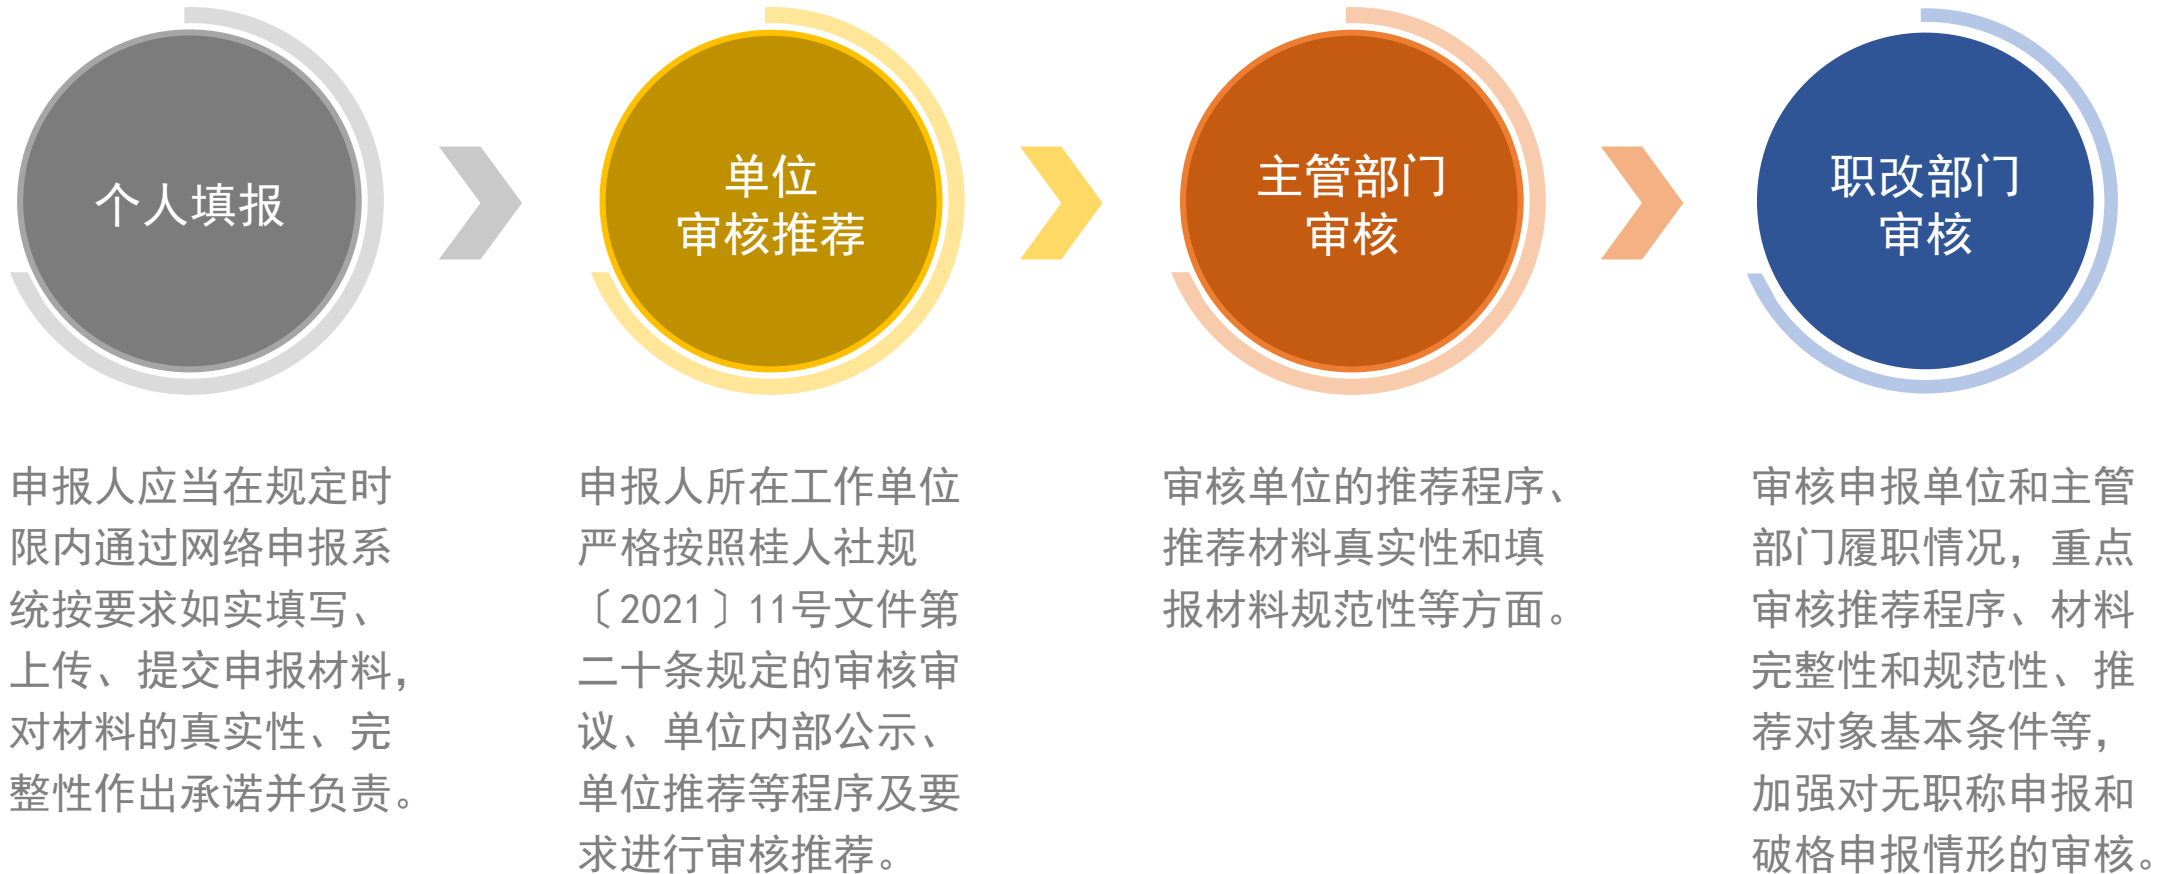 个人填报
单位
审核推荐
主管部门
审核
职改部门
审核
申报人应当在规定时
限内通过网络申报系
统按要求如实填写、
上传、提交申报材料，
对材料的真实性、完
整性作出承诺并负责。
申报人所在工作单位
严格按照桂人社规
〔2021〕11号文件第
二十条规定的审核审
议、单位内部公示、
单位推荐等程序及要
求进行审核推荐。
审核单位的推荐程序、
推荐材料真实性和填
报材料规范性等方面。
审核申报单位和主管
部门履职情况，重点
审核推荐程序、材料
完整性和规范性、推
荐对象基本条件等，
加强对无职称申报和
破格申报情形的审核。